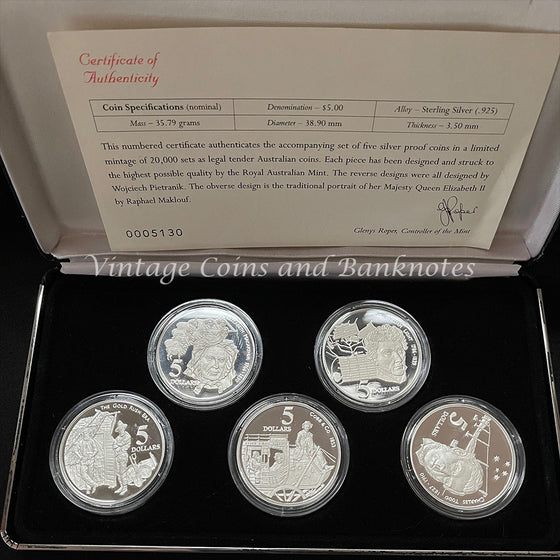 Certificate of
Authenticity
Coin Specifications (nominal)
Denomination – $5.00
Alloy – Sterling Silver (.925)
Mass – 35.79 grams
Diameter – 38.90 mm
Thickness – 3.50 mm
This numbered certificate authenticates the accompanying set of five silver proof coins in a limited
mintage of 20,000 sets as legal tender Australian coins. Each piece has been designed and struck to
the highest possible quality by the Royal Australian Mint. The reverse designs were all designed by
Wojciech Pietranik. The obverse design is the traditional portrait of her Majesty Queen Elizabeth II
by Raphael Maklouf.
0005130
Glenys Roper, Controller of the Mint
Vintage Coins and Banknotes
5
DOLLARS
5
DOLLARS
THE GOLD RUSH ERA
5
DOLLARS
5
DOLLARS
COBB & CO. 1853
5
DOLLARS
CHARLES TODD 1827-1910